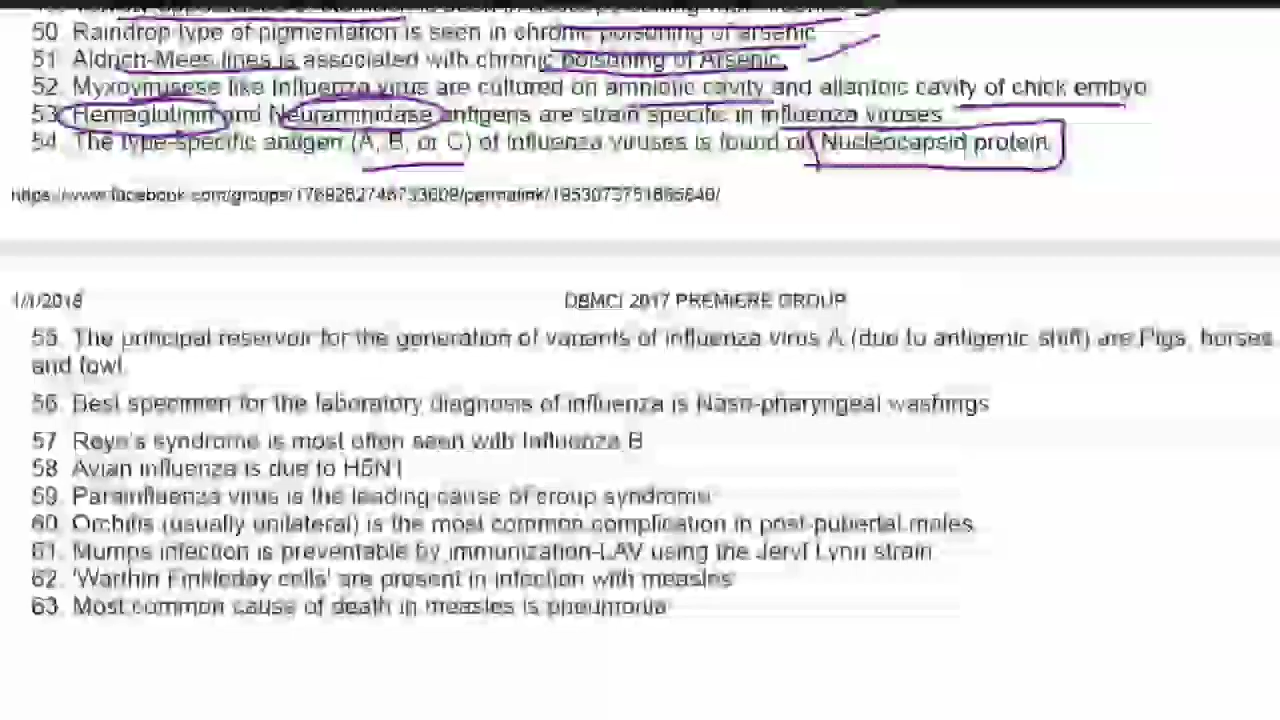 50. Raindrop type of pigmentation is seen in chronic poisoning of arsenic
51. Aldrich-Mees lines is associated with chronic poisoning of Arsenic.
52. Myxoviruses like Influenza virus are cultured on amniotic cavity and allantoic cavity of chick embyo
53. Hemaglutinin and Neuraminidase antigens are strain specific in influenza viruses
54. The type-specific antigen (A, B, or C) of influenza viruses is found on Nucleocapsid protein.
1/1/2018 DBMCI 2017 PREMIERE GROUP
55. The principal reservoir for the generation of variants of influenza virus A (due to antigenic shift) are Pigs, horses
and fowl.
56. Best specimen for the laboratory diagnosis of influenza is Naso-pharyngeal washings
57. Reye's syndrome is most often seen with Influenza B
58. Avian influenza is due to H5N1
59. Parainfluenza virus is the leading cause of croup syndrome
60. Orchitis (usually unilateral) is the most common complication in post-pubertal males.
61. Mumps infection is preventable by immunization-LAV using the Jeryl Lynn strain
62. 'Warthin Finkleday cells' are present in infection with measles
63. Most common cause of death in measles is pneumonia